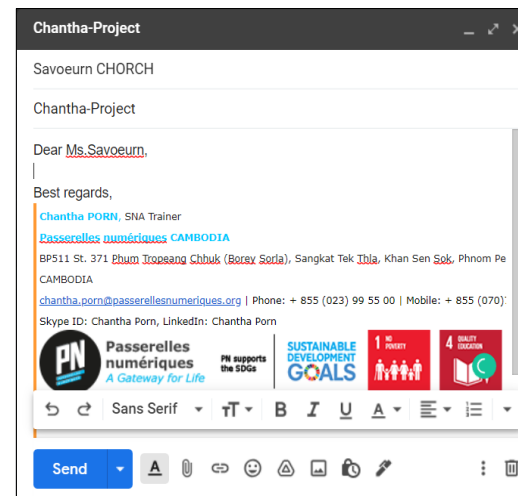 Chantha-Project
Savoeurn CHORCH
Chantha-Project
Dear Ms.Savoeurn,
Best regards,
Chantha PORN, SNA Trainer
Passerelles numériques CAMBODIA
BP511 St. 371 Phum Tropeang Chhuk (Borey Sorla), Sangkat Tek Thla, Khan Sen Sok, Phnom Pe
CAMBODIA
chantha.porn@passerellesnumeriques.org | Phone: + 855 (023) 99 55 00 | Mobile: + 855 (070)
Skype ID: Chantha Porn, LinkedIn: Chantha Porn
PN
Passerelles
numériques
A Gateway for Life
PN supports
the SDGs
SUSTAINABLE
DEVELOPMENT
GOALS
1 NO
POVERTY
4 QUALITY
EDUCATION
Sans Serif
Send